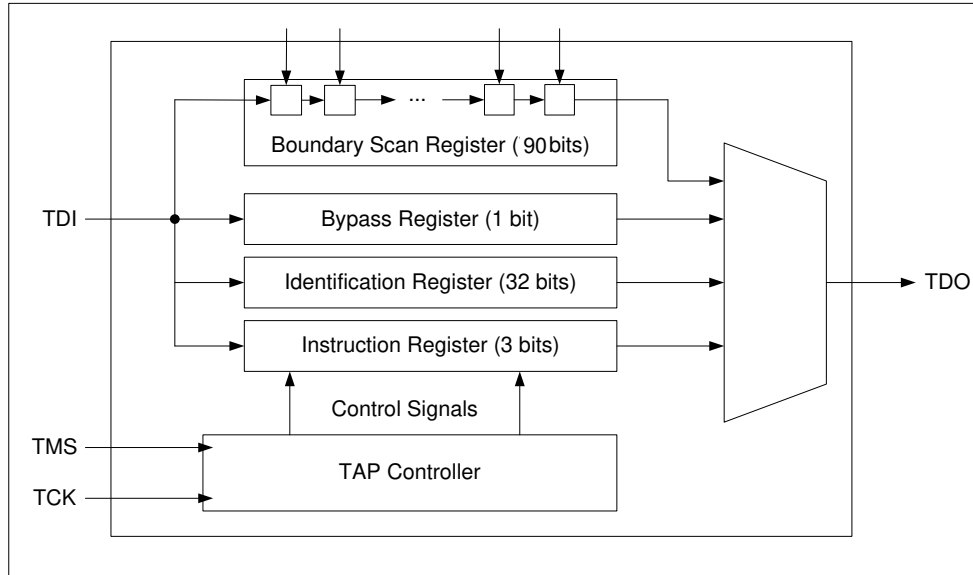 ...
Boundary Scan Register ( 90 bits)
TDI
Bypass Register (1 bit)
Identification Register (32 bits)
TDO
Instruction Register (3 bits)
Control Signals
TMS
TAP Controller
TCK